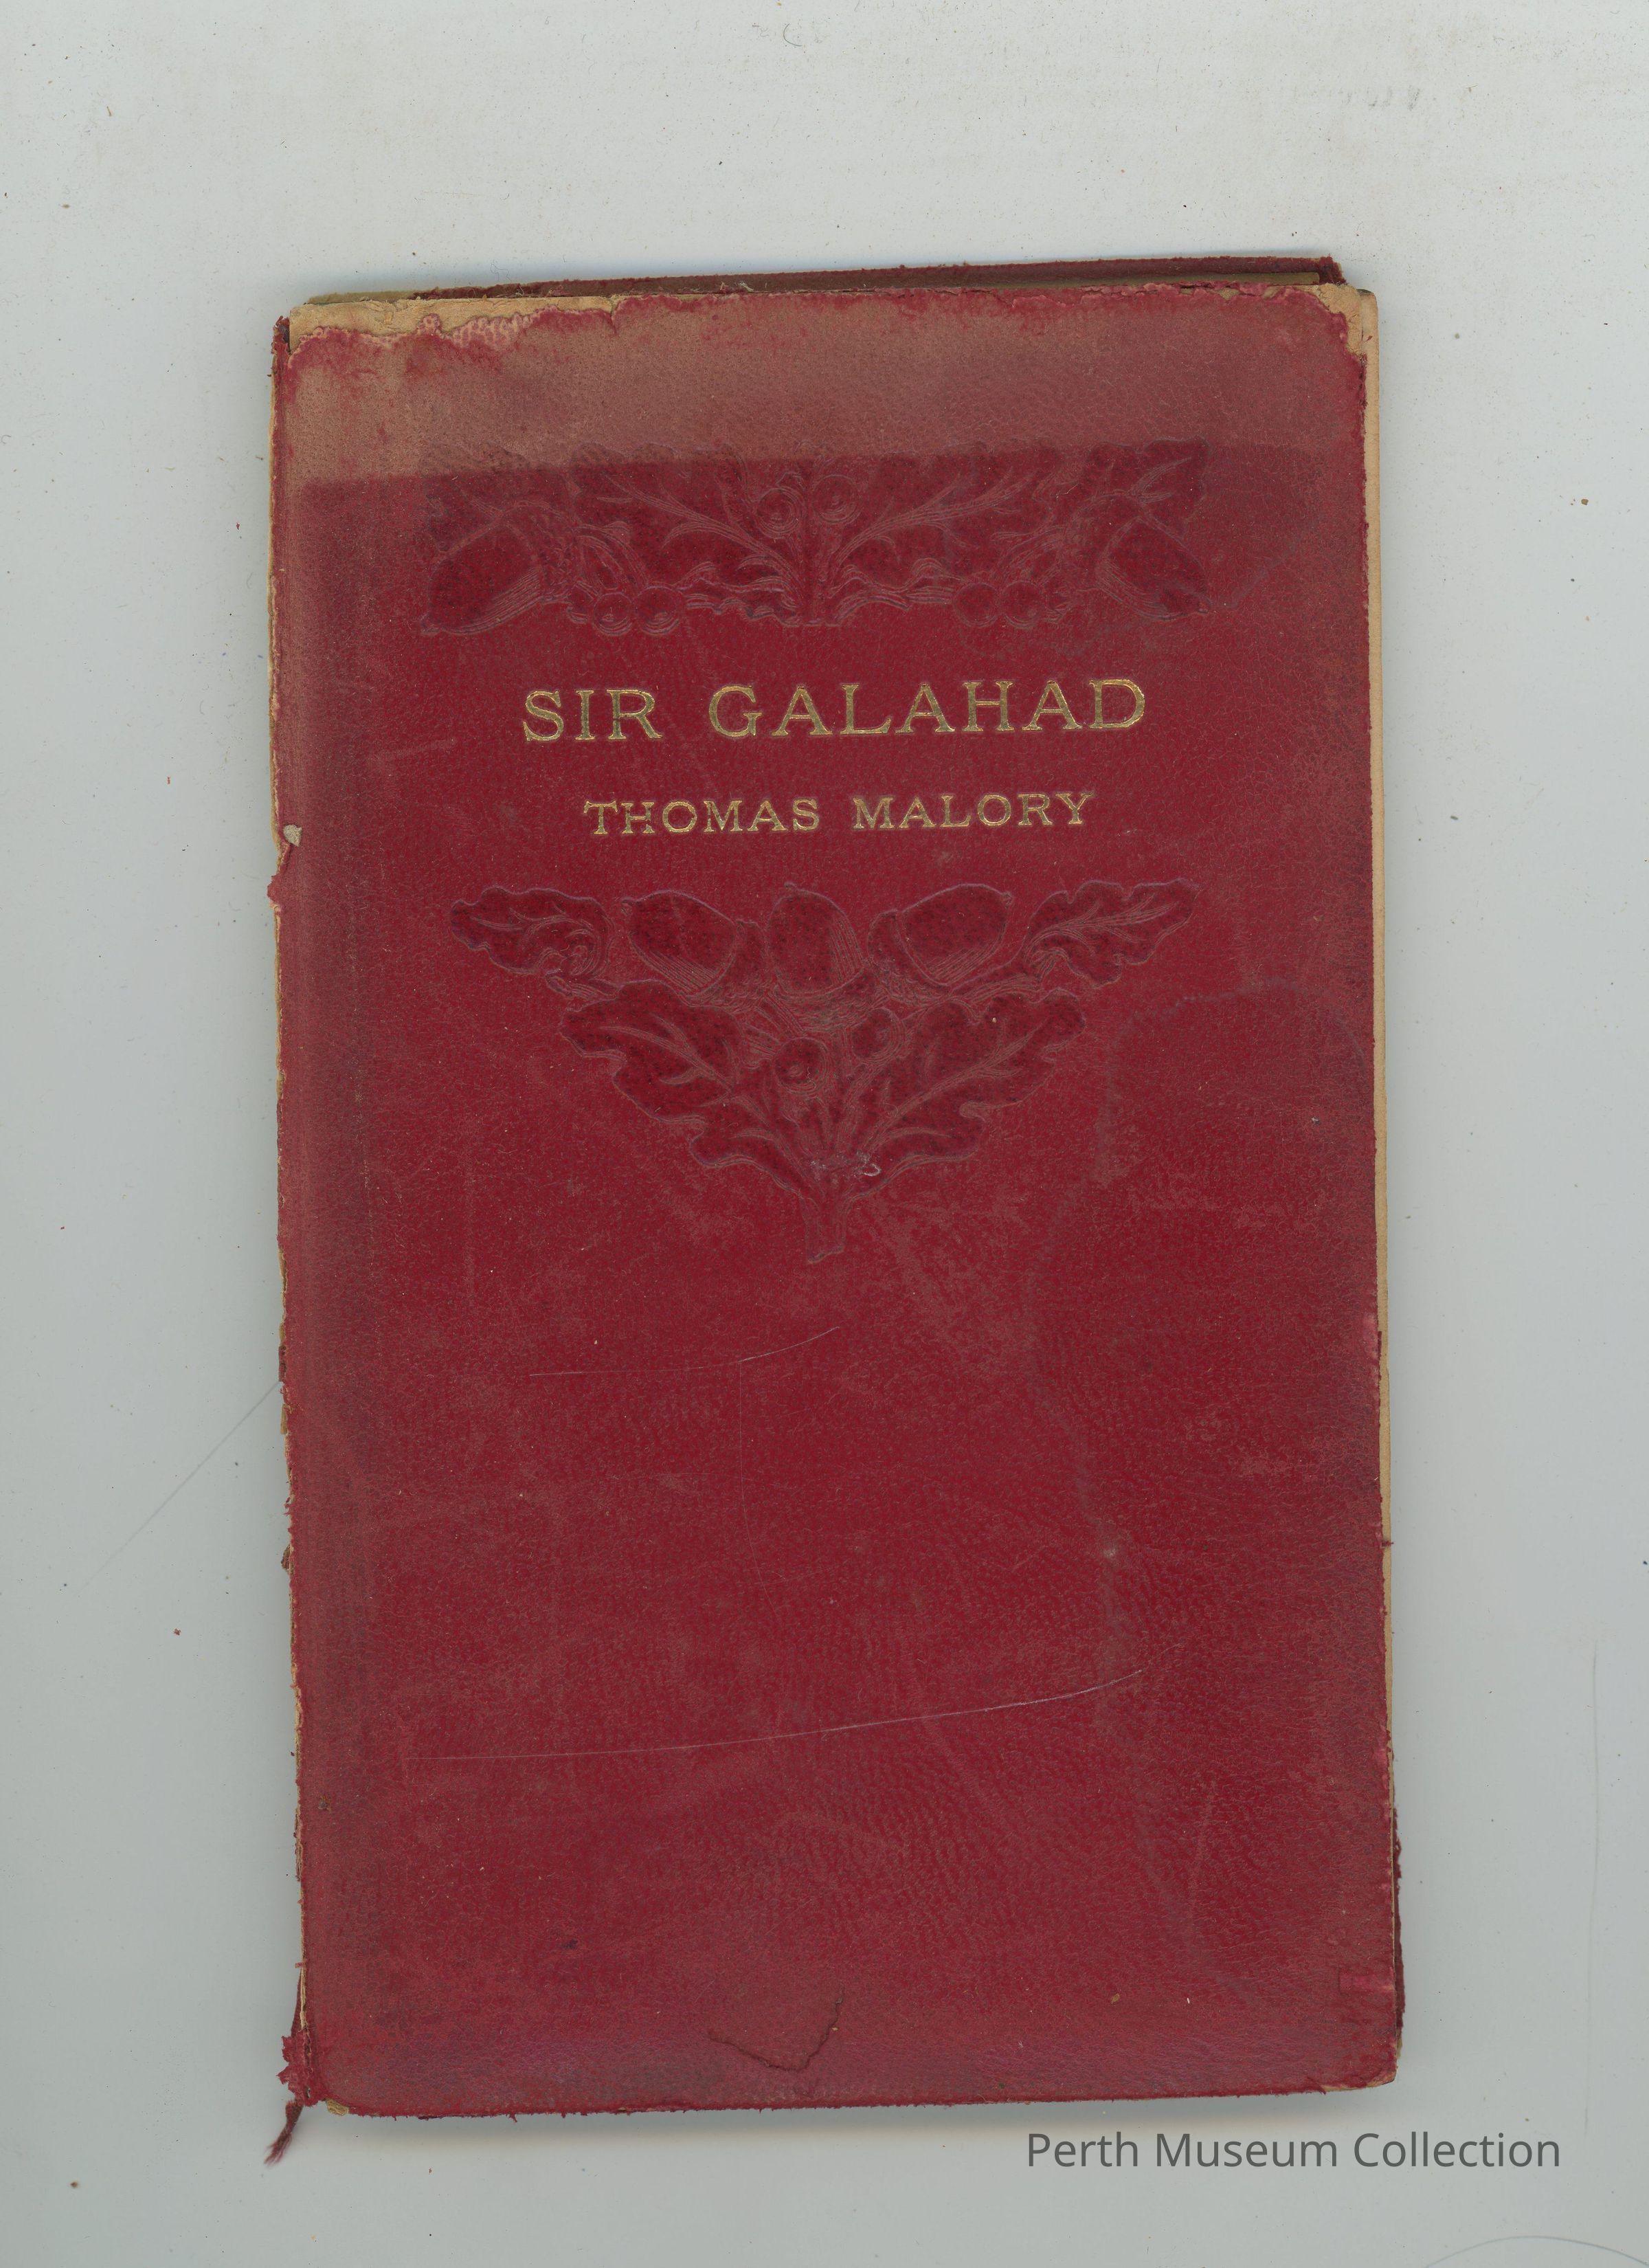 SIR GALAHAD
THOMAS MALORY
Perth Museum Collection